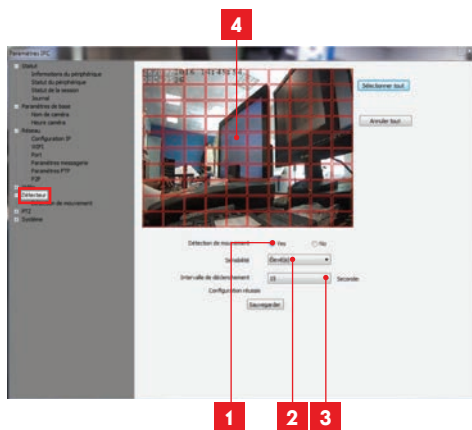 4
Paramètres IPC
Statut
Informations du périphérique
Statut du périphérique
Statut de la session
Journal
Paramètres de base
Nom de caméra
Heure caméra
Réseau
Configuration IP
WIFI
Port
Paramètres messagerie
Paramètres FTP
P2P
Détecteur
Détection de mouvement
PTZ
Système
Sélectionner tout
Annuler tout
Détection de mouvement Yes No
Sensibilité Élevé(e)
Intervalle de déclenchement 15 Seconde
Configuration réussie
Sauvegarder
1 2 3